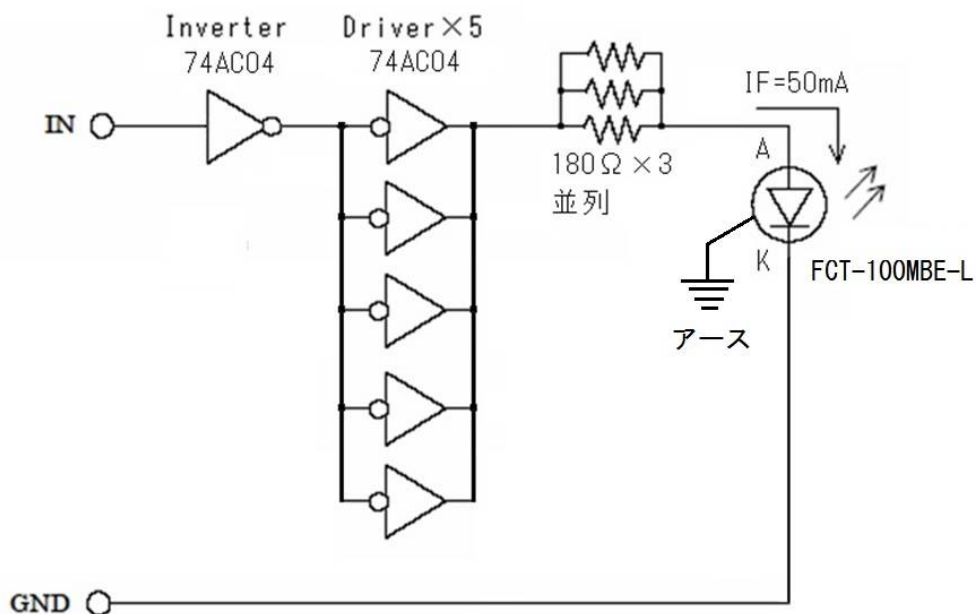 Inverter
74AC04
Driver×5
74AC04
IN
180Ω×3
並列
IF=50mA
A
K
FCT-100MBE-L
アース
GND